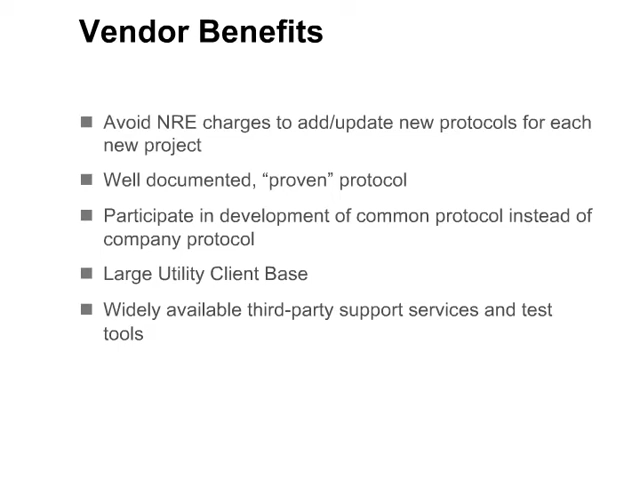 Vendor Benefits
■ Avoid NRE charges to add/update new protocols for each
new project
■ Well documented, “proven” protocol
■ Participate in development of common protocol instead of
company protocol
■ Large Utility Client Base
■ Widely available third-party support services and test
tools